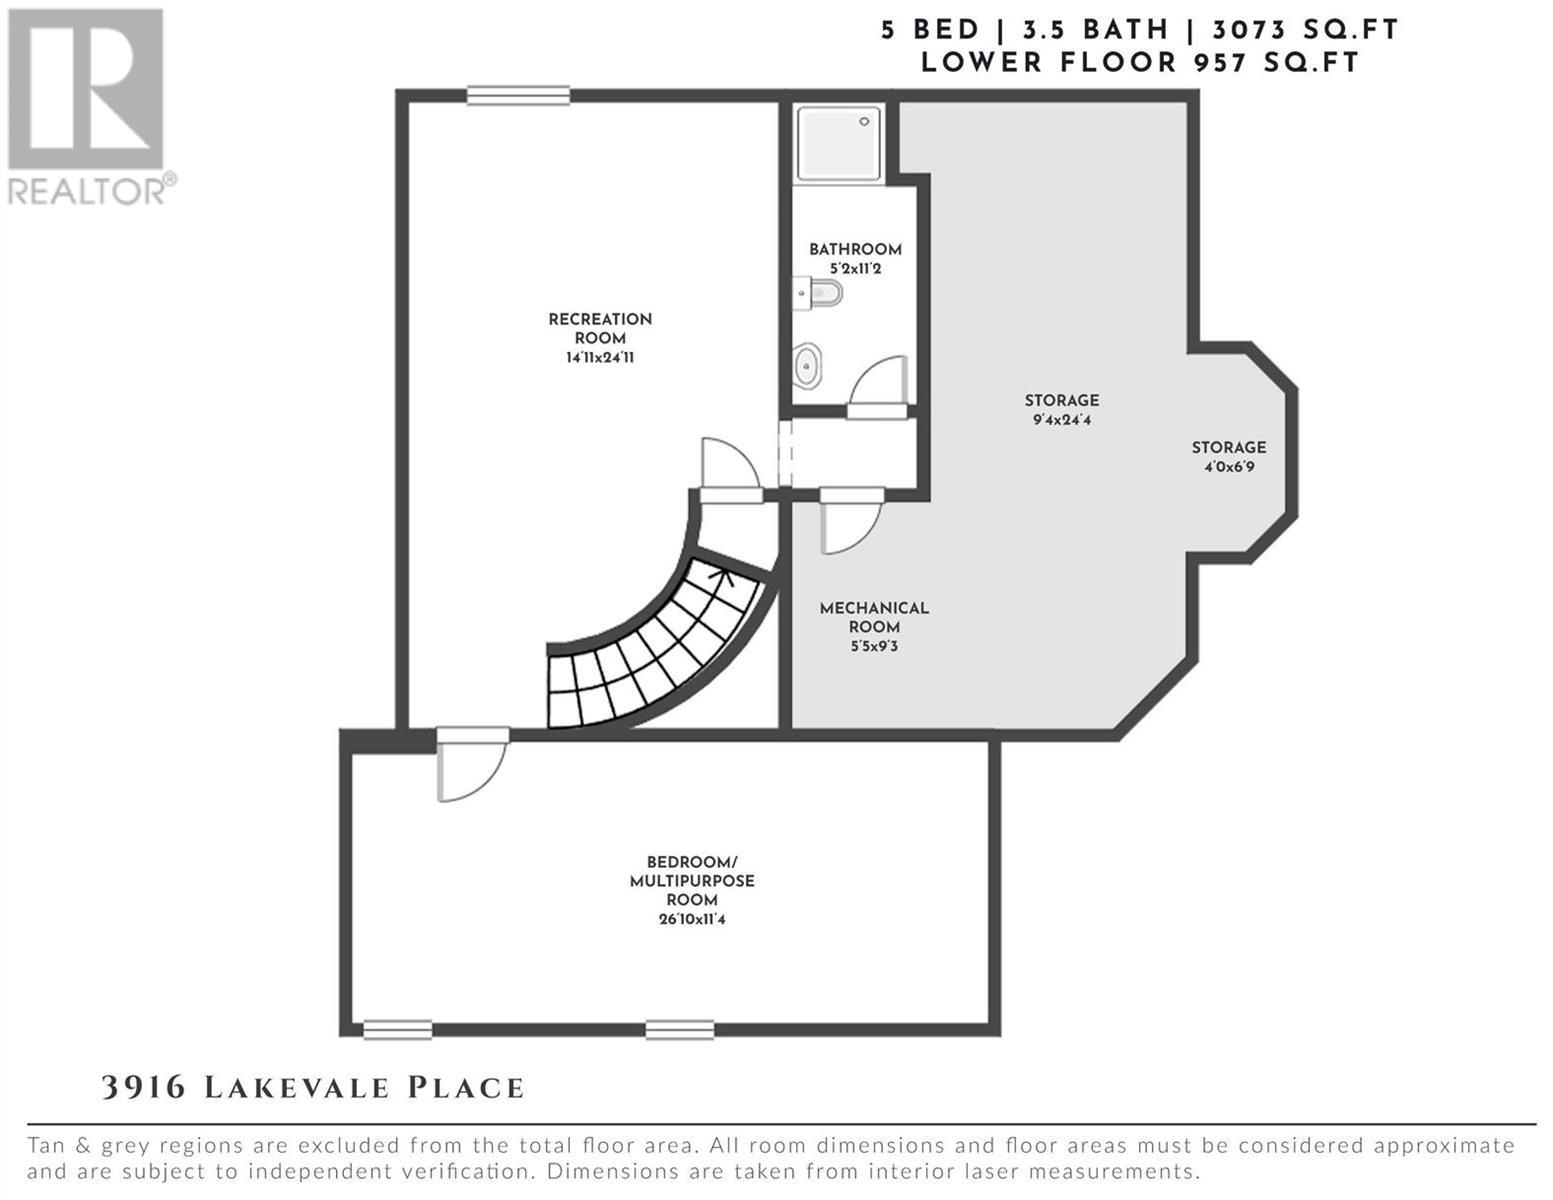 5 BED | 3.5 BATH | 3073 SQ.FT
LOWER FLOOR 957 SQ.FT
REALTOR®
BATHROOM
5'2x11'2
RECREATION
ROOM
14'11x24'11
STORAGE
9'4x24'4
STORAGE
4'0x6'9
MECHANICAL
ROOM
5'5x9'3
BEDROOM/
MULTIPURPOSE
ROOM
26'10x11'4
3916 LAKEVALE PLACE
Tan & grey regions are excluded from the total floor area. All room dimensions and floor areas must be considered approximate
and are subject to independent verification. Dimensions are taken from interior laser measurements.